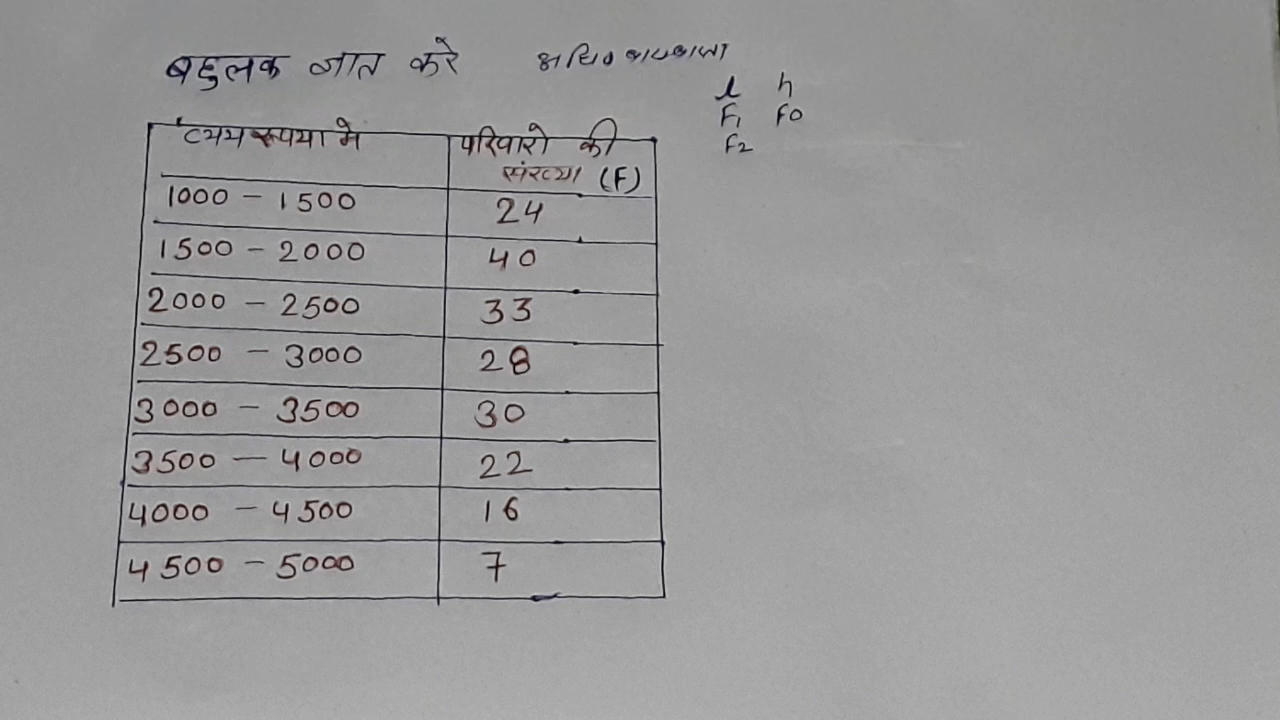 बहुलक ज्ञात करे
l h
F1 F0
F2
व्यय रूपया मे परिवारो की
संख्या (F)
1000 - 1500 24
1500 - 2000 40
2000 - 2500 33
2500 - 3000 28
3000 - 3500 30
3500 - 4000 22
4000 - 4500 16
4500 - 5000 7